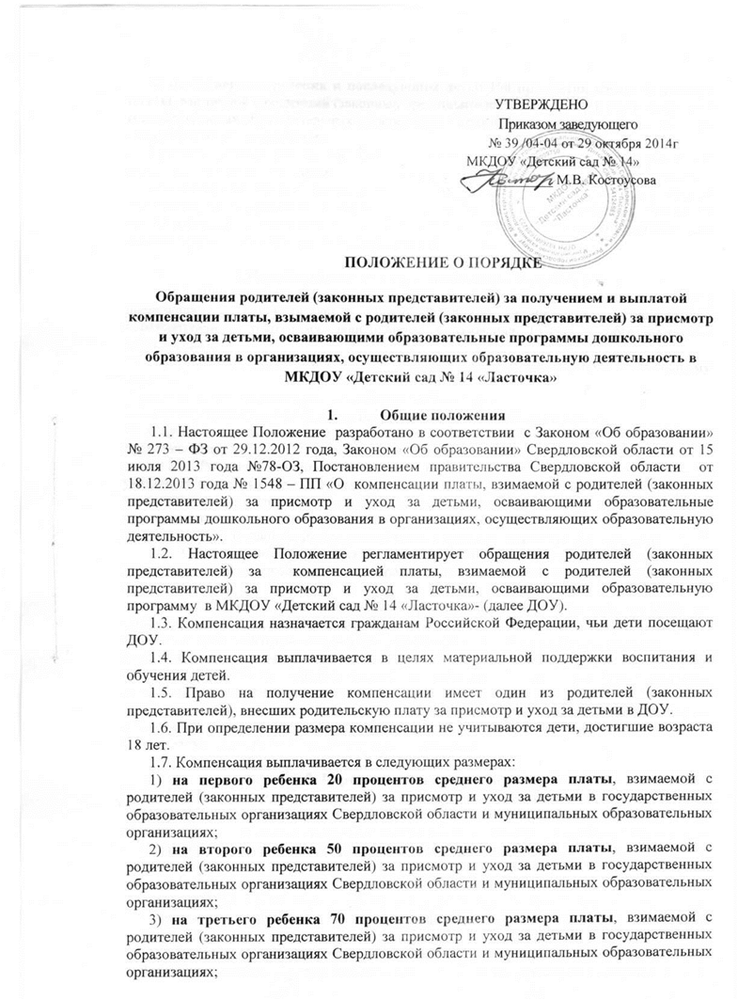 УТВЕРЖДЕНО
Приказом заведующего
№ 39 /04-04 от 29 октября 2014г
МКДОУ «Детский сад № 14»
М.В. Костоусова
МКДОУ
Детский сад
"Ласточка"
ПОЛОЖЕНИЕ О ПОРЯДКЕ
Обращения родителей (законных представителей) за получением и выплатой
компенсации платы, взымаемой с родителей (законных представителей) за присмотр
и уход за детьми, осваивающими образовательные программы дошкольного
образования в организациях, осуществляющих образовательную деятельность в
МКДОУ «Детский сад № 14 «Ласточка»
1. Общие положения
1.1. Настоящее Положение разработано в соответствии с Законом «Об образовании»
№ 273 – ФЗ от 29.12.2012 года, Законом «Об образовании» Свердловской области от 15
июля 2013 года №78-ОЗ, Постановлением правительства Свердловской области от
18.12.2013 года № 1548 – ПП «О компенсации платы, взимаемой с родителей (законных
представителей) за присмотр и уход за детьми, осваивающими образовательные
программы дошкольного образования в организациях, осуществляющих образовательную
деятельность».
1.2. Настоящее Положение регламентирует обращения родителей (законных
представителей) за компенсацией платы, взимаемой с родителей (законных
представителей) за присмотр и уход за детьми, осваивающими образовательную
программу в МКДОУ «Детский сад № 14 «Ласточка»- (далее ДОУ).
1.3. Компенсация назначается гражданам Российской Федерации, чьи дети посещают
ДОУ.
1.4. Компенсация выплачивается в целях материальной поддержки воспитания и
обучения детей.
1.5. Право на получение компенсации имеет один из родителей (законных
представителей), внесших родительскую плату за присмотр и уход за детьми в ДОУ.
1.6. При определении размера компенсации не учитываются дети, достигшие возраста
18 лет.
1.7. Компенсация выплачивается в следующих размерах:
1) на первого ребенка 20 процентов среднего размера платы, взимаемой с
родителей (законных представителей) за присмотр и уход за детьми в государственных
образовательных организациях Свердловской области и муниципальных образовательных
организациях;
2) на второго ребенка 50 процентов среднего размера платы, взимаемой с
родителей (законных представителей) за присмотр и уход за детьми в государственных
образовательных организациях Свердловской области и муниципальных образовательных
организациях;
3) на третьего ребенка 70 процентов среднего размера платы, взимаемой с
родителей (законных представителей) за присмотр и уход за детьми в государственных
образовательных организациях Свердловской области и муниципальных образовательных
организациях;